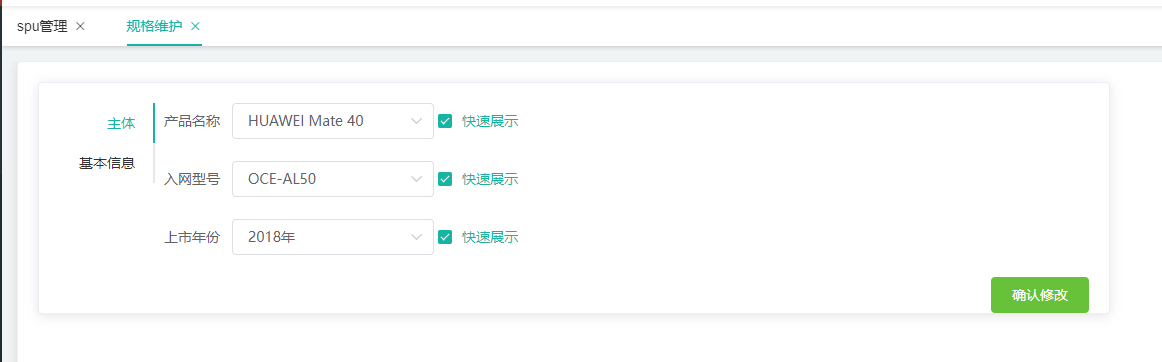 spu管理
规格维护
主体
基本信息
产品名称 HUAWEI Mate 40 快速展示
入网型号 OCE-AL50 快速展示
上市年份 2018年 快速展示
确认修改